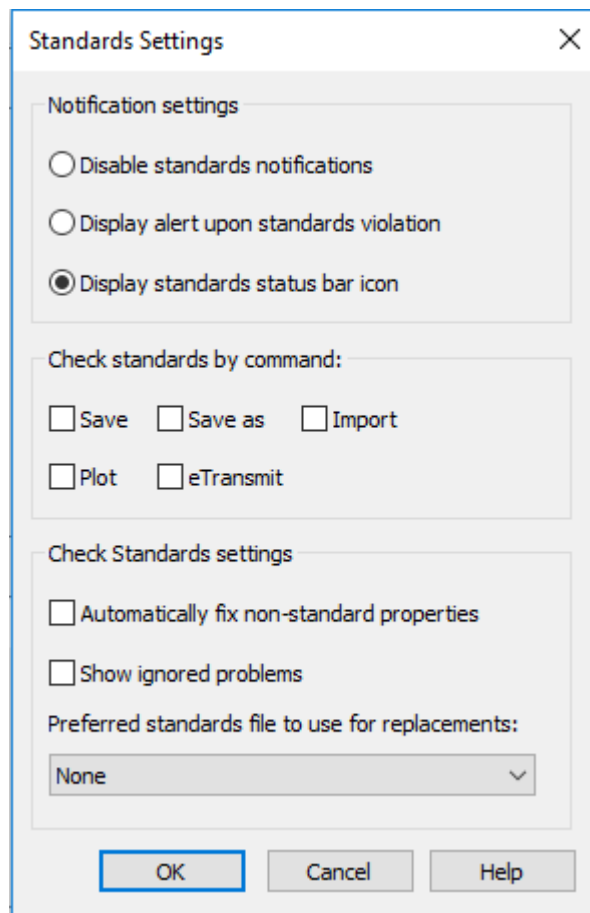 Standards Settings
Notification settings
Disable standards notifications
Display alert upon standards violation
Display standards status bar icon
Check standards by command:
Save Save as Import
Plot eTransmit
Check Standards settings
Automatically fix non-standard properties
Show ignored problems
Preferred standards file to use for replacements:
None
OK Cancel Help